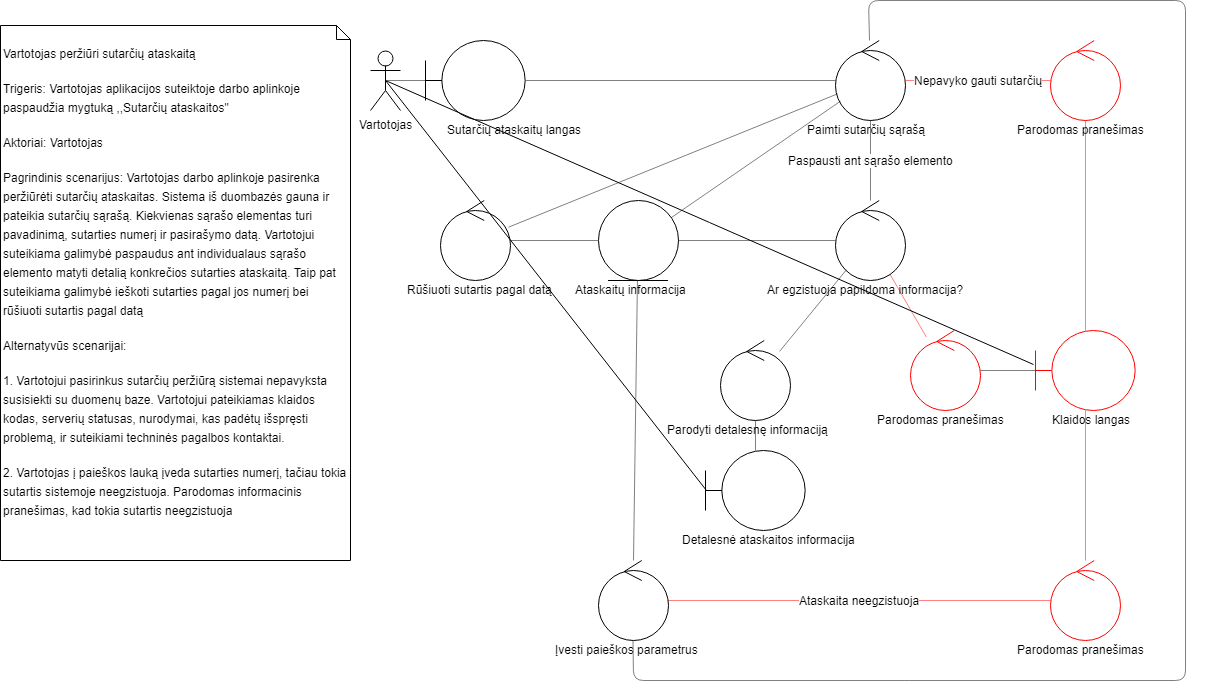 Vartotojas peržiūri sutarčių ataskaitą
Trigeris: Vartotojas aplikacijos suteiktoje darbo aplinkoje
paspaudžia mygtuką ,,Sutarčių ataskaitos"
Aktoriai: Vartotojas
Pagrindinis scenarijus: Vartotojas darbo aplinkoje pasirenka
peržiūrėti sutarčių ataskaitas. Sistema iš duombazės gauna ir
pateikia sutarčių sąrašą. Kiekvienas sąrašo elementas turi
pavadinimą, sutarties numerį ir pasirašymo datą. Vartotojui
suteikiama galimybė paspaudus ant individualaus sąrašo
elemento matyti detalią konkrečios sutarties ataskaitą. Taip pat
suteikiama galimybė ieškoti sutarties pagal jos numerį bei
rūšiuoti sutartis pagal datą
Alternatyvūs scenarijai:
1. Vartotojui pasirinkus sutarčių peržiūrą sistemai nepavyksta
susisiekti su duomenų baze. Vartotojui pateikiamas klaidos
kodas, serverių statusas, nurodymai, kas padėtų išspręsti
problemą, ir suteikiami techninės pagalbos kontaktai.
2. Vartotojas į paieškos lauką įveda sutarties numerį, tačiau tokia
sutartis sistemoje neegzistuoja. Parodomas informacinis
pranešimas, kad tokia sutartis neegzistuoja
Vartotojas
Sutarčių ataskaitų langas
Paimti sutarčių sąrašą
Nepavyko gauti sutarčių
Parodomas pranešimas
Paspausti ant sąrašo elemento
Rūšiuoti sutartis pagal datą
Ataskaitų informacija
Ar egzistuoja papildoma informacija?
Parodyti detalesnę informaciją
Parodomas pranešimas
Klaidos langas
Detalesnė ataskaitos informacija
Ataskaita neegzistuoja
Įvesti paieškos parametrus
Parodomas pranešimas